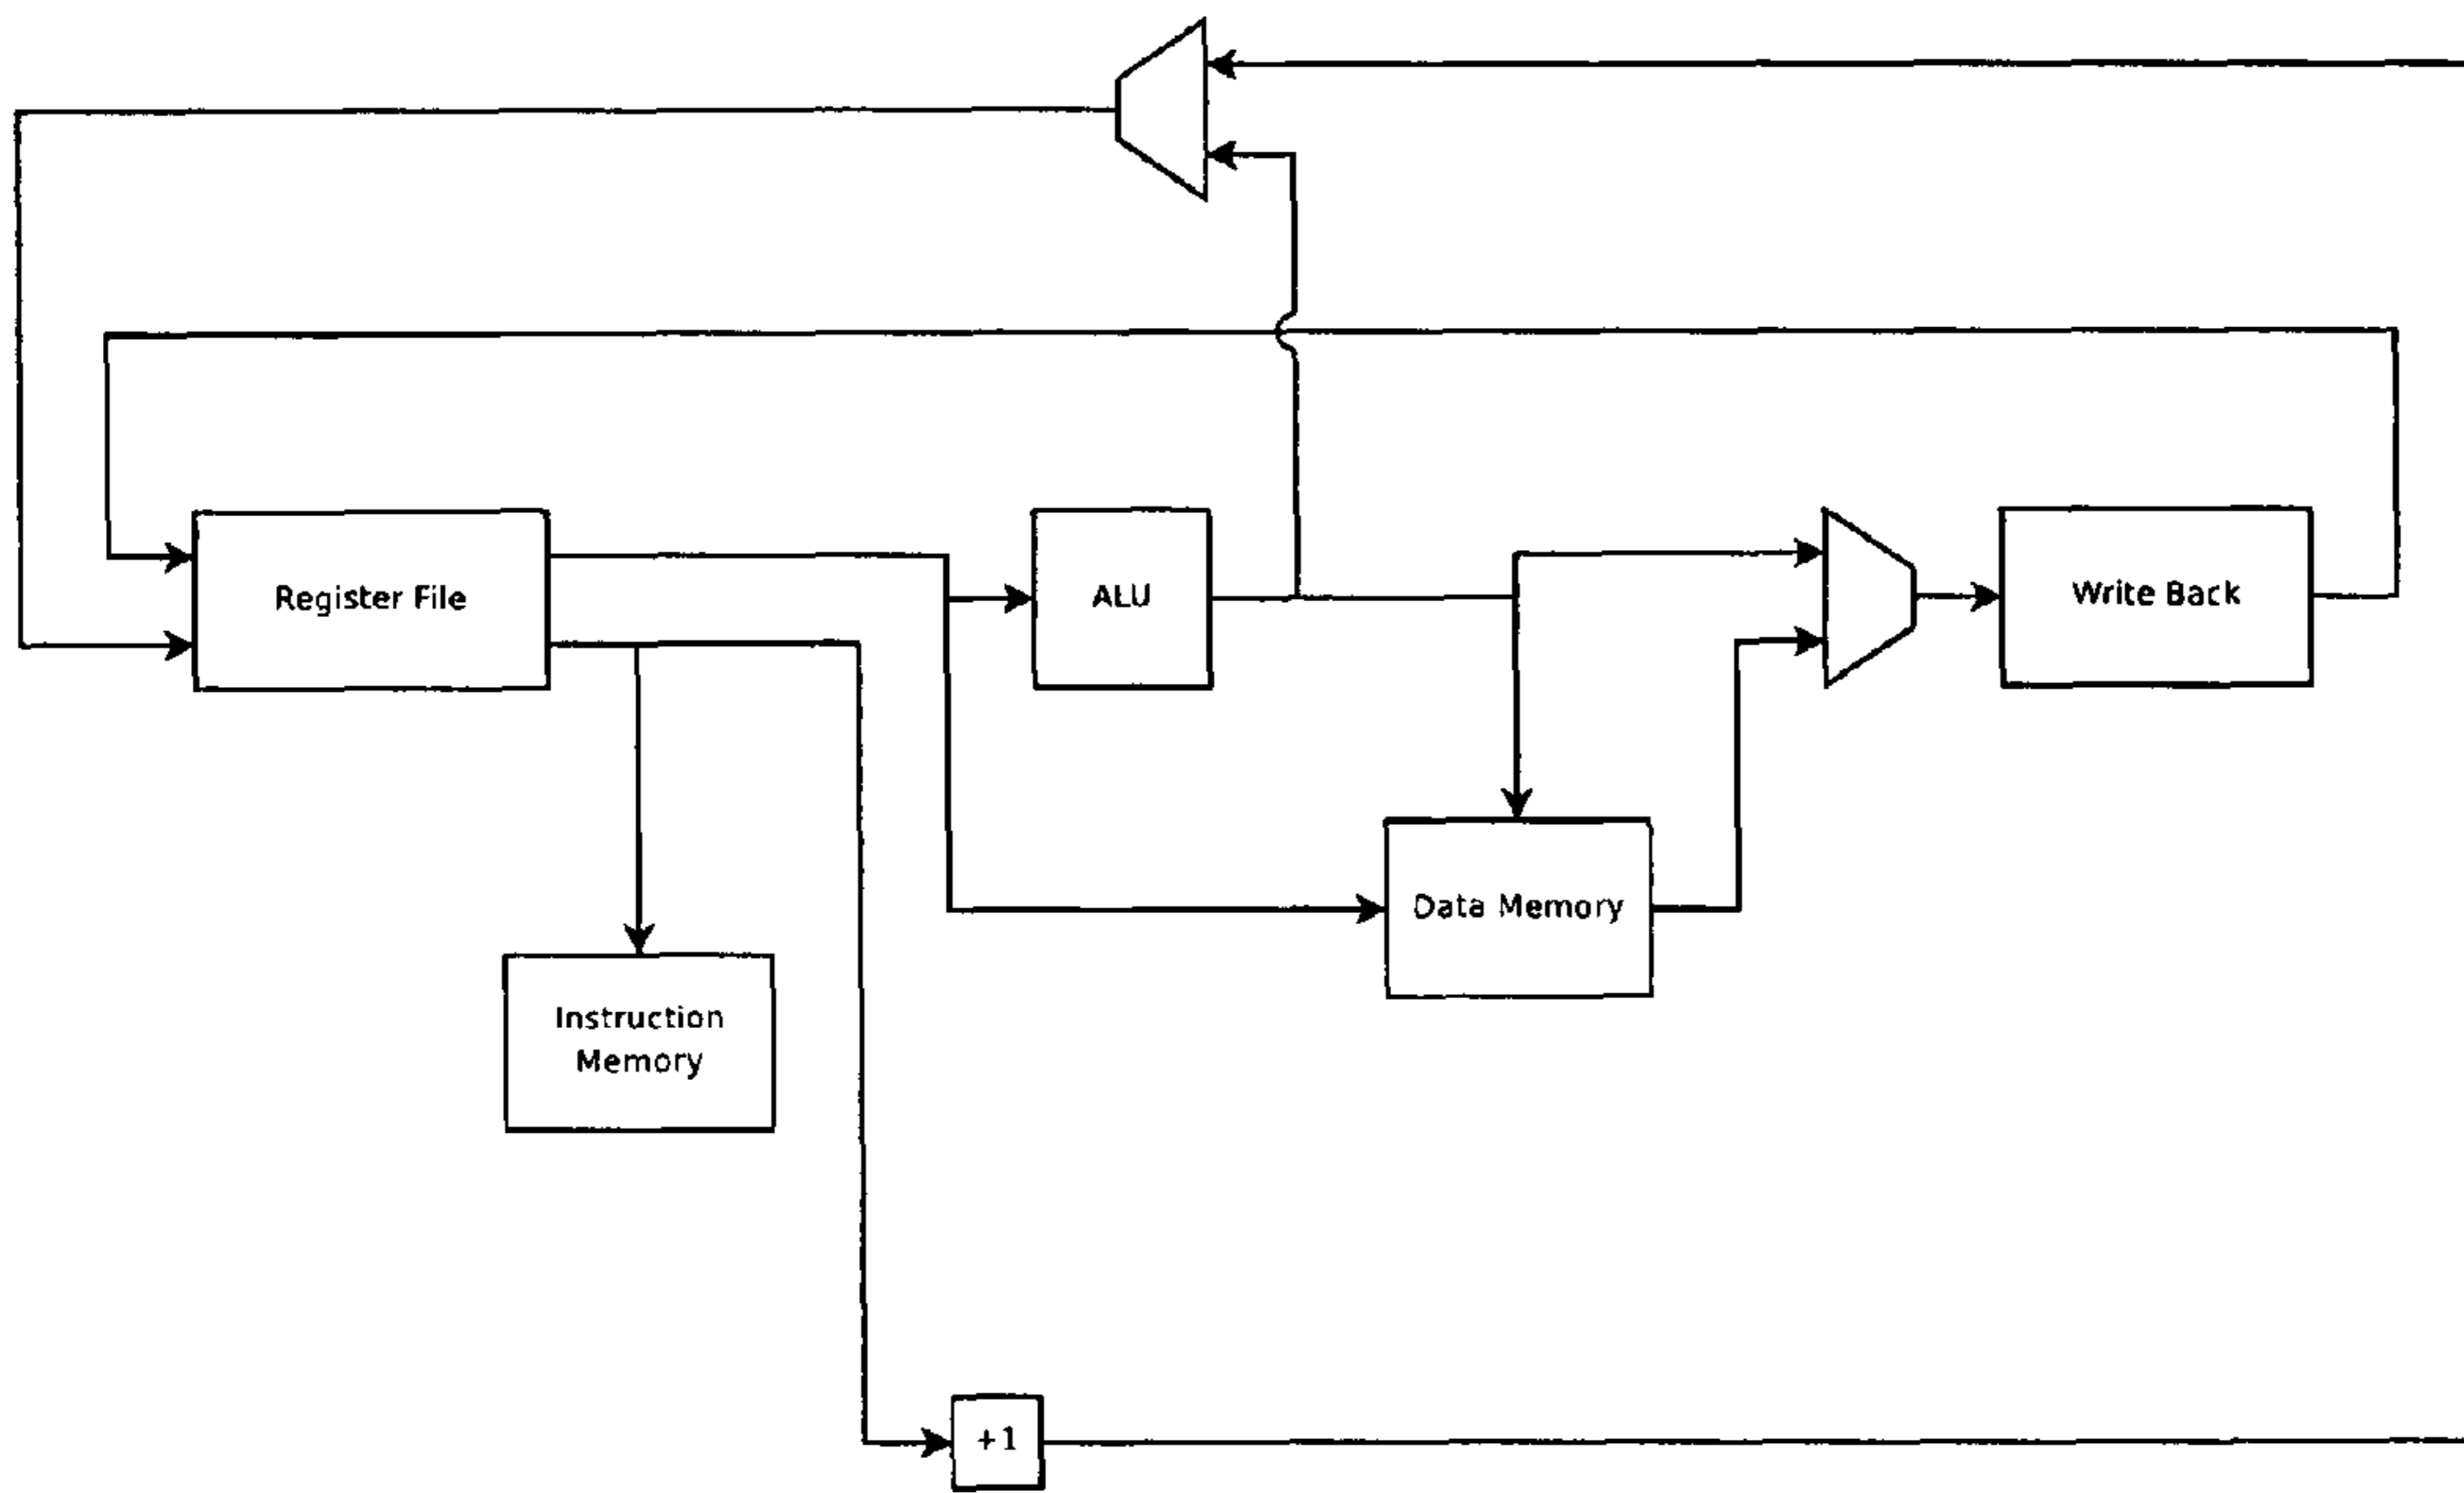 Register File
ALU
Write Back
Data Memory
Instruction
Memory
+1